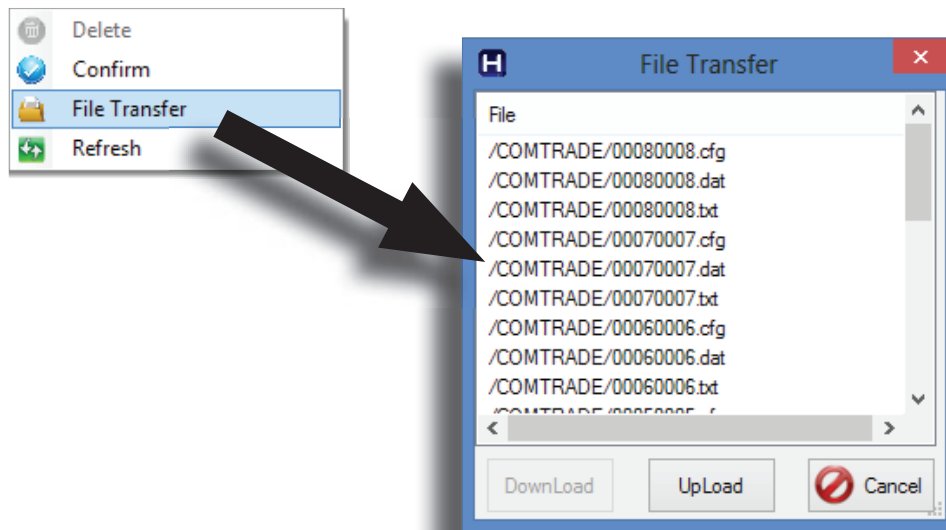 Delete
Confirm
File Transfer
Refresh
H File Transfer
File
/COMTRADE/00080008.cfg
/COMTRADE/00080008.dat
/COMTRADE/00080008.txt
/COMTRADE/00070007.cfg
/COMTRADE/00070007.dat
/COMTRADE/00070007.txt
/COMTRADE/00060006.cfg
/COMTRADE/00060006.dat
/COMTRADE/00060006.txt
DownLoad UpLoad Cancel